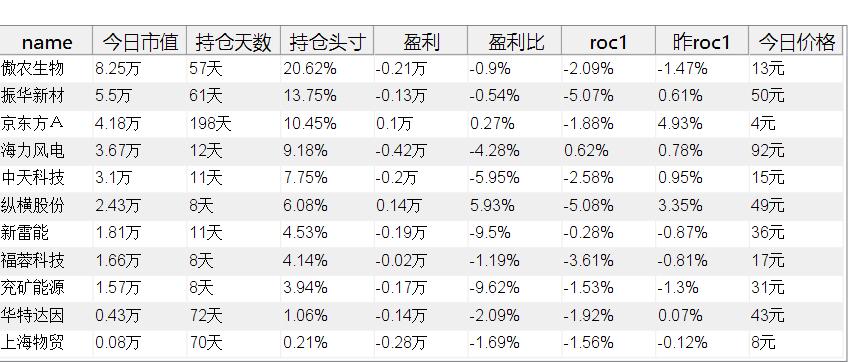 name 今日市值 持仓天数 持仓头寸 盈利 盈利比 roc1 昨roc1 今日价格
傲农生物 8.25万 57天 20.62% -0.21万 -0.9% -2.09% -1.47% 13元
振华新材 5.5万 61天 13.75% -0.13万 -0.54% -5.07% 0.61% 50元
京东方Ａ 4.18万 198天 10.45% 0.1万 0.27% -1.88% 4.93% 4元
海力风电 3.67万 12天 9.18% -0.42万 -4.28% 0.62% 0.78% 92元
中天科技 3.1万 11天 7.75% -0.2万 -5.95% -2.58% 0.95% 15元
纵横股份 2.43万 8天 6.08% 0.14万 5.93% -5.08% 3.35% 49元
新雷能 1.81万 11天 4.53% -0.19万 -9.5% -0.28% -0.87% 36元
福蓉科技 1.66万 8天 4.14% -0.02万 -1.19% -3.61% -0.81% 17元
兖矿能源 1.57万 8天 3.94% -0.17万 -9.62% -1.53% -1.3% 31元
华特达因 0.43万 72天 1.06% -0.14万 -2.09% -1.92% 0.07% 43元
上海物贸 0.08万 70天 0.21% -0.28万 -1.69% -1.56% -0.12% 8元